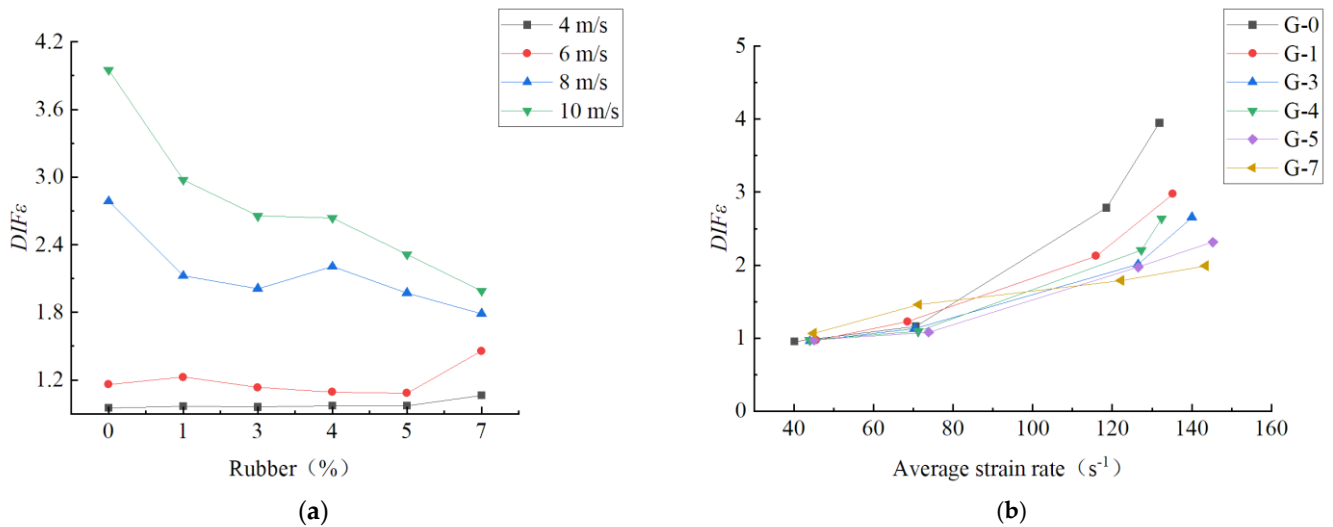 4 m/s
6 m/s
8 m/s
10 m/s
4.2
3.6
3.0
2.4
1.8
1.2
DIFε
0 1 3 4 5 7
Rubber（%）
(a)
G-0
G-1
G-3
G-4
G-5
G-7
5
4
3
2
1
0
DIFε
40 60 80 100 120 140 160
Average strain rate（s⁻¹）
(b)